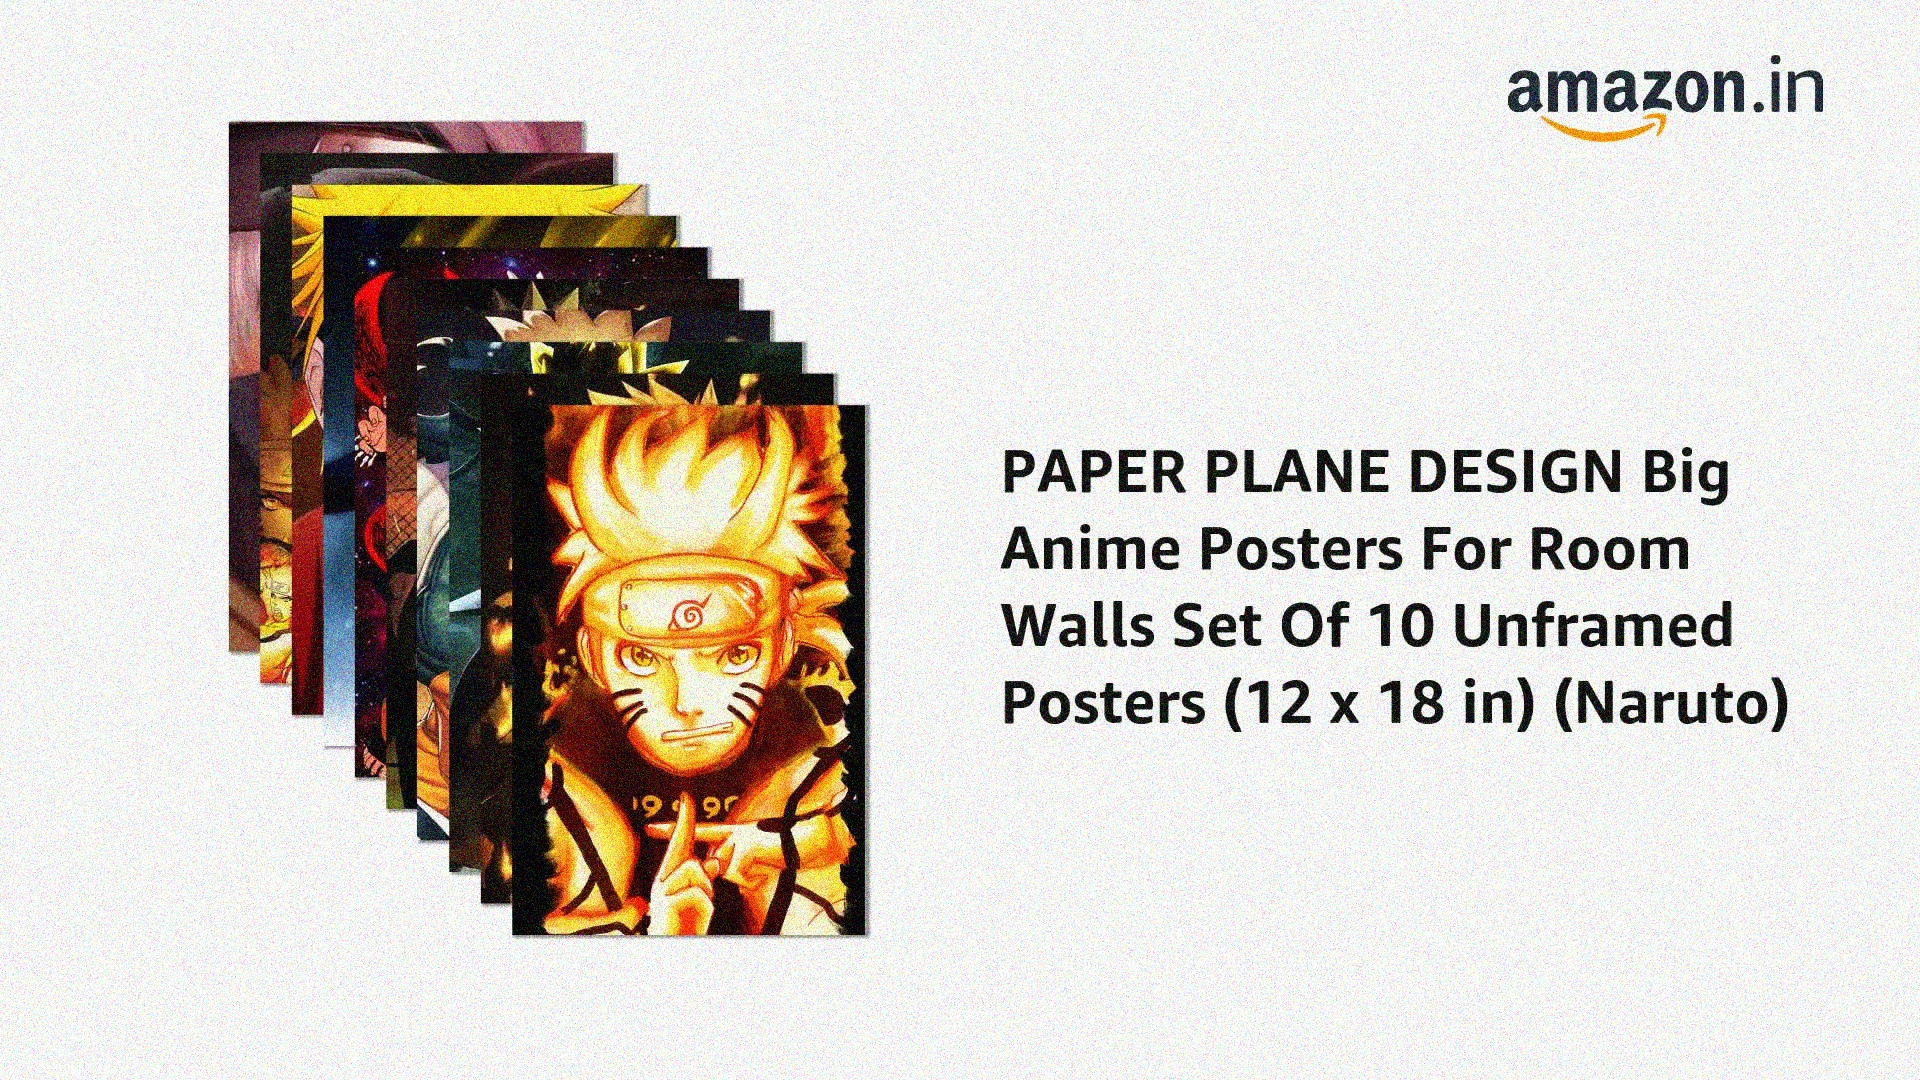 amazon.in
PAPER PLANE DESIGN Big
Anime Posters For Room
Walls Set Of 10 Unframed
Posters (12 x 18 in) (Naruto)